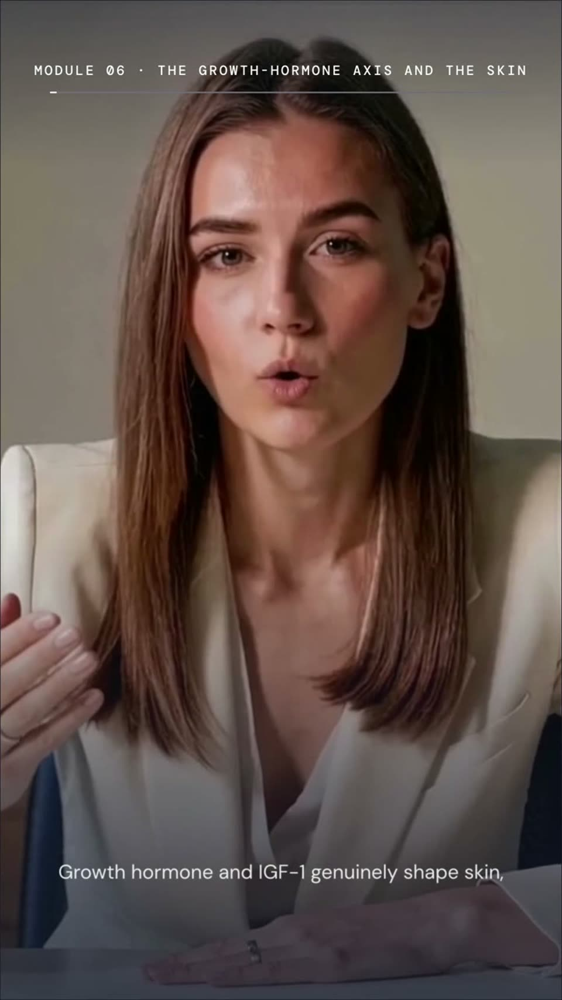 MODULE 06 · THE GROWTH-HORMONE AXIS AND THE SKIN
Growth hormone and IGF-1 genuinely shape skin,